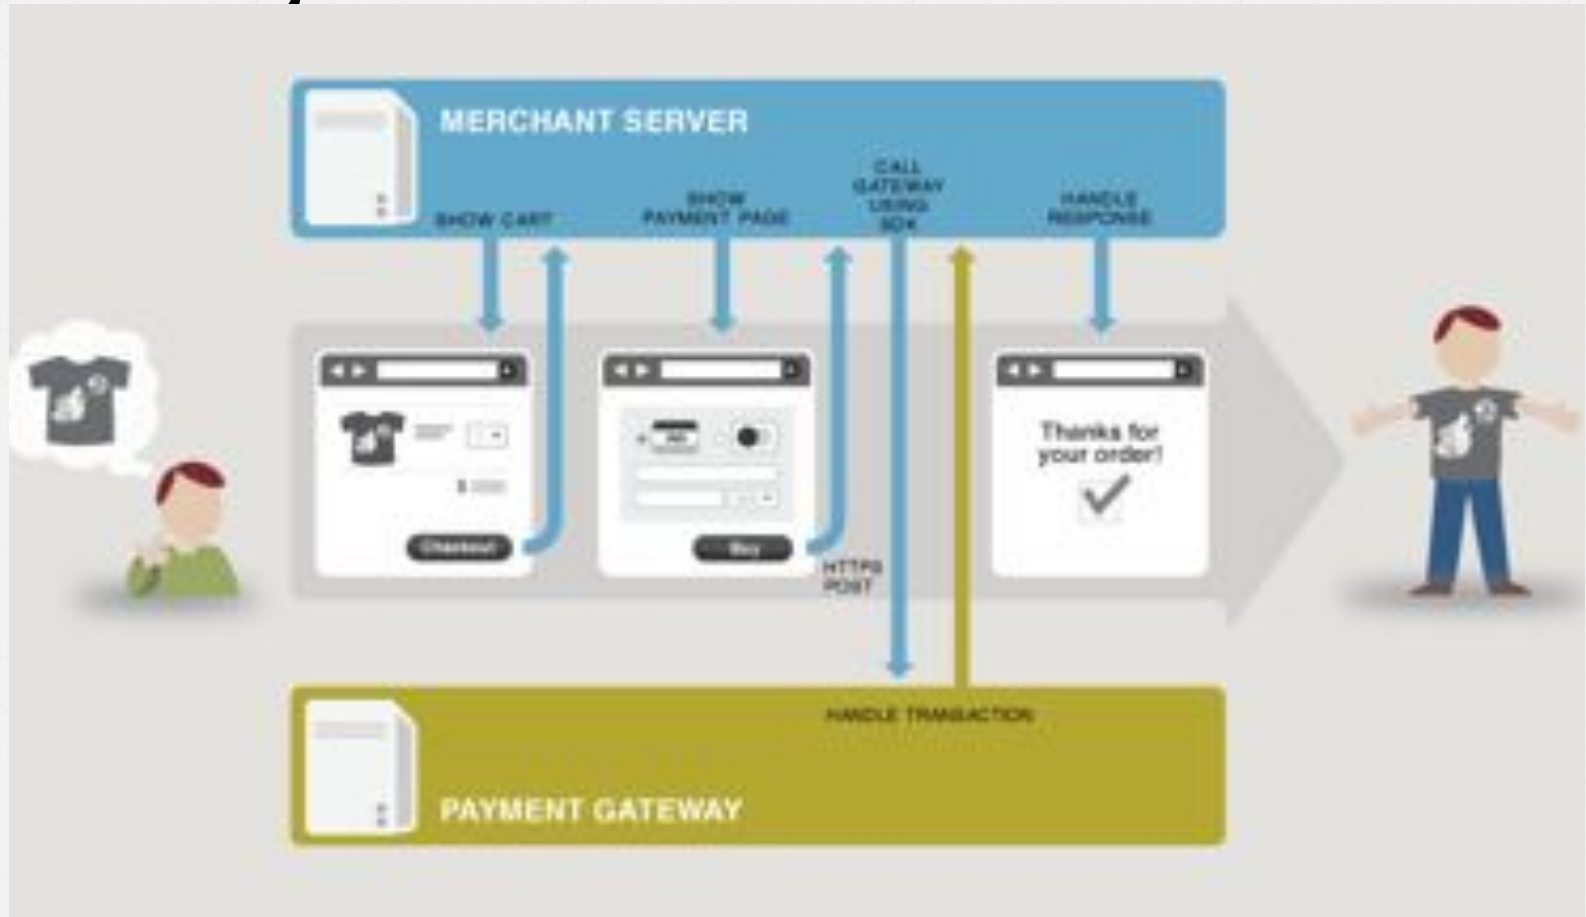 MERCHANT SERVER
SHOW CART
SHOW
PAYMENT PAGE
CALL
GATEWAY
USING
SDK
HANDLE
RESPONSE
Checkout
Buy
HTTPS
POST
Thanks for
your order!
HANDLE TRANSACTION
PAYMENT GATEWAY